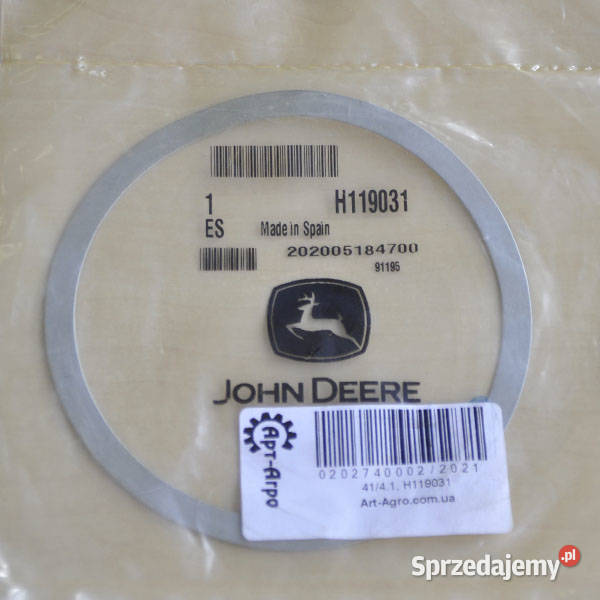 1 H119031
ES Made in Spain
202005184700
91195
JOHN DEERE
Арт-Агро
0202740002/2021
41/4.1, H119031
Art-Agro.com.ua
Sprzedajemy.pl